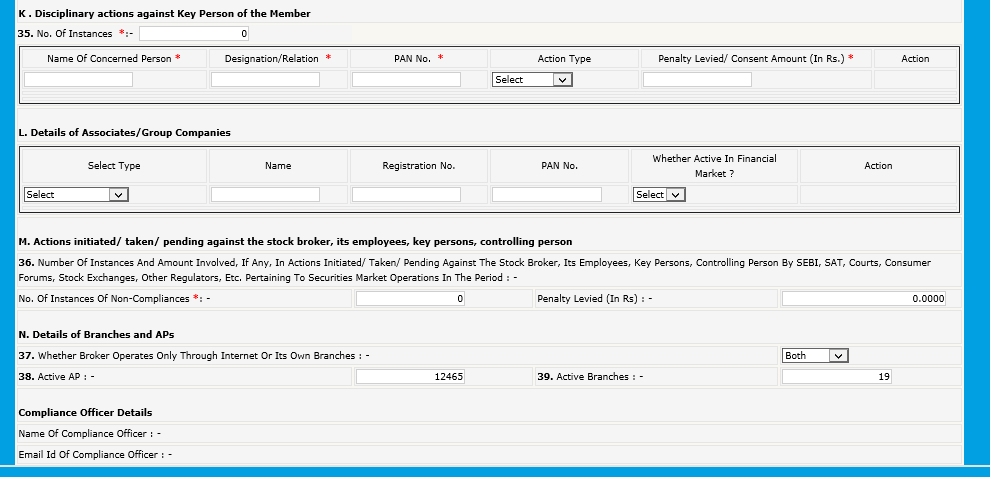 K . Disciplinary actions against Key Person of the Member
35. No. Of Instances *:- 0
Name Of Concerned Person * Designation/Relation * PAN No. * Action Type Penalty Levied/ Consent Amount (In Rs.) * Action
Select
L. Details of Associates/Group Companies
Select Type Name Registration No. PAN No. Whether Active In Financial Market ? Action
Select Select
M. Actions initiated/ taken/ pending against the stock broker, its employees, key persons, controlling person
36. Number Of Instances And Amount Involved, If Any, In Actions Initiated/ Taken/ Pending Against The Stock Broker, Its Employees, Key Persons, Controlling Person By SEBI, SAT, Courts, Consumer
Forums, Stock Exchanges, Other Regulators, Etc. Pertaining To Securities Market Operations In The Period : -
No. Of Instances Of Non-Compliances *: - 0 Penalty Levied (In Rs) : - 0.0000
N. Details of Branches and APs
37. Whether Broker Operates Only Through Internet Or Its Own Branches : - Both
38. Active AP : - 12465 39. Active Branches : - 19
Compliance Officer Details
Name Of Compliance Officer : -
Email Id Of Compliance Officer : -